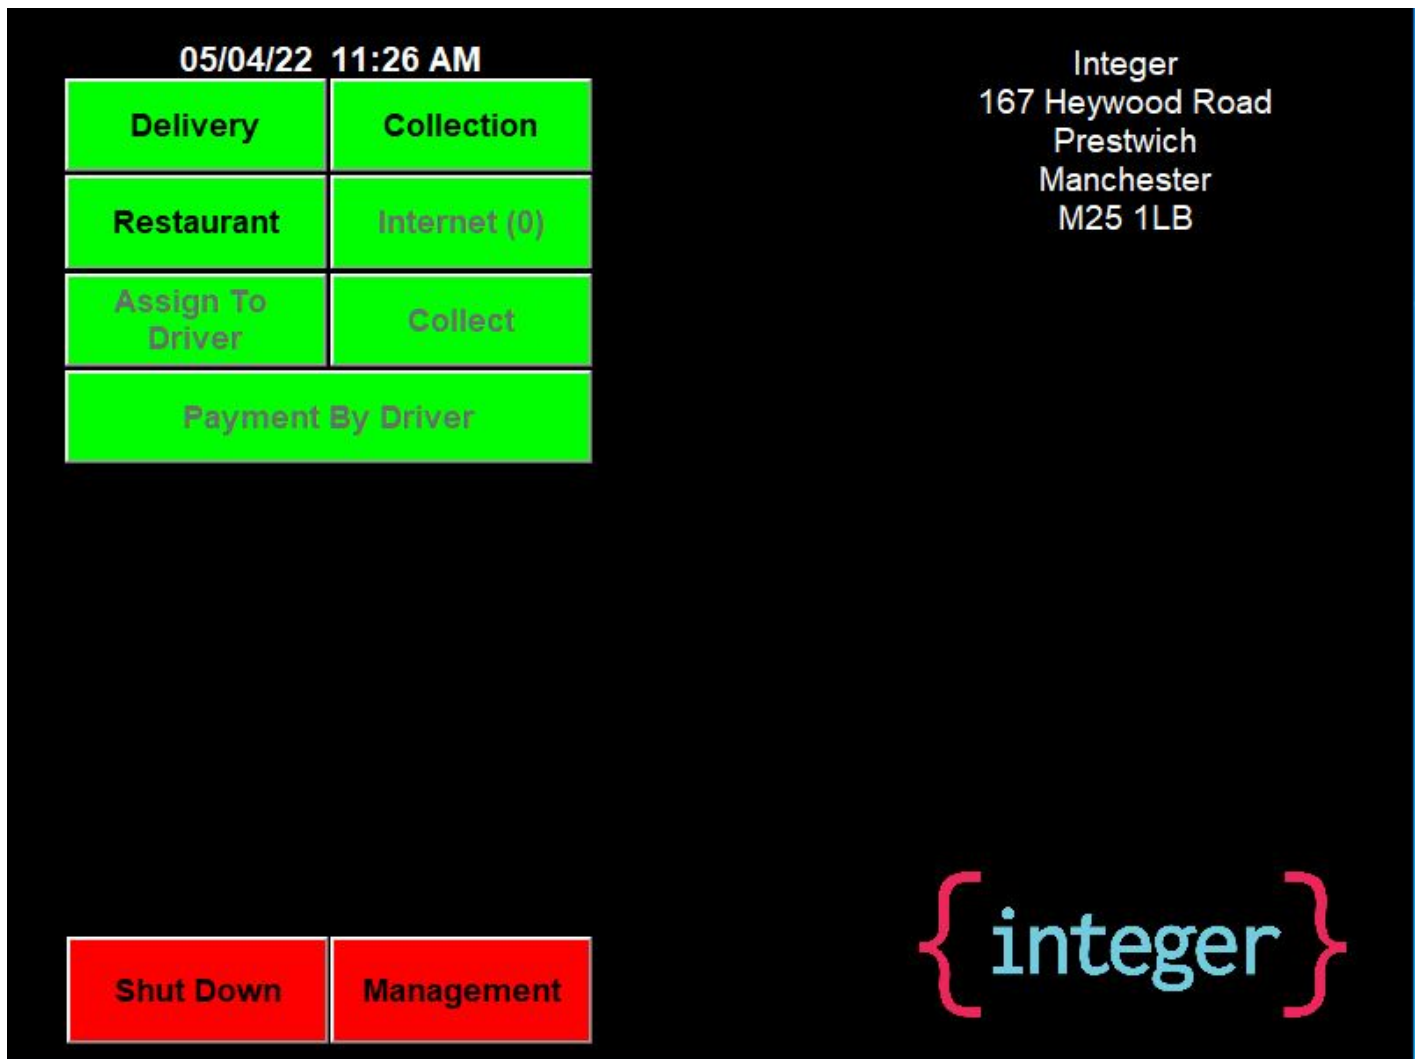 05/04/22 11:26 AM
Delivery
Collection
Restaurant
Internet (0)
Assign To
Driver
Collect
Payment By Driver
Shut Down
Management
Integer
167 Heywood Road
Prestwich
Manchester
M25 1LB
{integer}